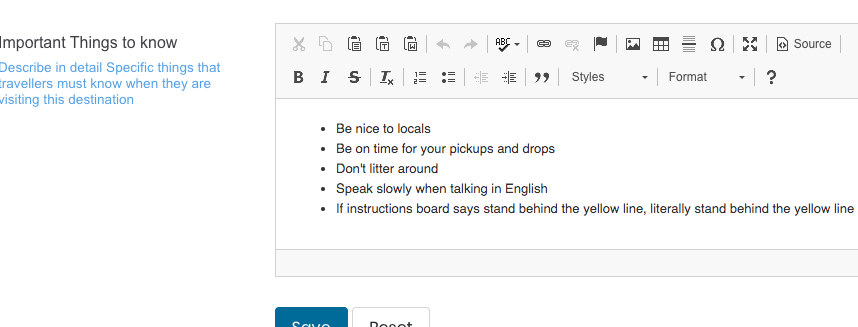 Important Things to know
Describe in detail Specific things that
travellers must know when they are
visiting this destination
ABC
Ω
Source
B I S Tx
Styles
Format
?
Be nice to locals
Be on time for your pickups and drops
Don't litter around
Speak slowly when talking in English
If instructions board says stand behind the yellow line, literally stand behind the yellow line
Save
Reset